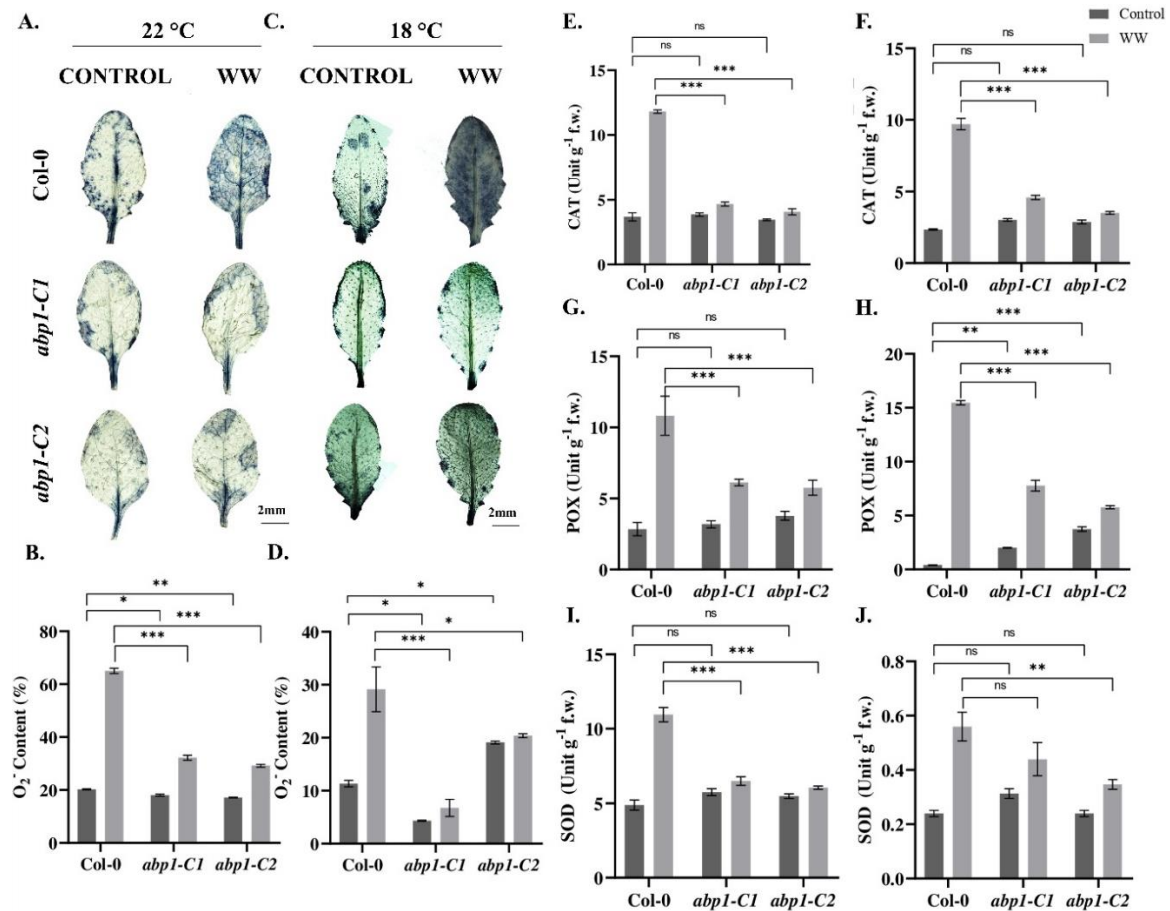 A.
C.
22 °C
18 °C
CONTROL
WW
CONTROL
WW
Col-0
abp1-C1
abp1-C2
2mm
2mm
B.
**
*
***
***
80
60
40
20
0
O2- Content (%)
Col-0
abp1-C1
abp1-C2
D.
*
*
*
***
40
30
20
10
0
O2- Content (%)
Col-0
abp1-C1
abp1-C2
E.
ns
ns
***
***
15
10
5
0
CAT (Unit g-1 f.w.)
Col-0
abp1-C1
abp1-C2
F.
Control
WW
ns
ns
***
***
15
10
5
0
CAT (Unit g-1 f.w.)
Col-0
abp1-C1
abp1-C2
G.
ns
ns
***
***
15
10
5
0
POX (Unit g-1 f.w.)
Col-0
abp1-C1
abp1-C2
H.
***
**
***
***
20
15
10
5
0
POX (Unit g-1 f.w.)
Col-0
abp1-C1
abp1-C2
I.
ns
ns
***
***
15
10
5
0
SOD (Unit g-1 f.w.)
Col-0
abp1-C1
abp1-C2
J.
ns
ns
**
ns
0.8
0.6
0.4
0.2
0.0
SOD (Unit g-1 f.w.)
Col-0
abp1-C1
abp1-C2